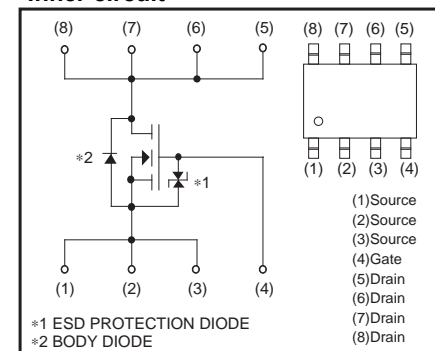 (8) (7) (6) (5)
(8) (7) (6) (5)
∗2
∗1
(1) (2) (3) (4)
(1)Source
(2)Source
(3)Source
(4)Gate
(5)Drain
(6)Drain
(7)Drain
(8)Drain
(1) (2) (3) (4)
∗1 ESD PROTECTION DIODE
∗2 BODY DIODE